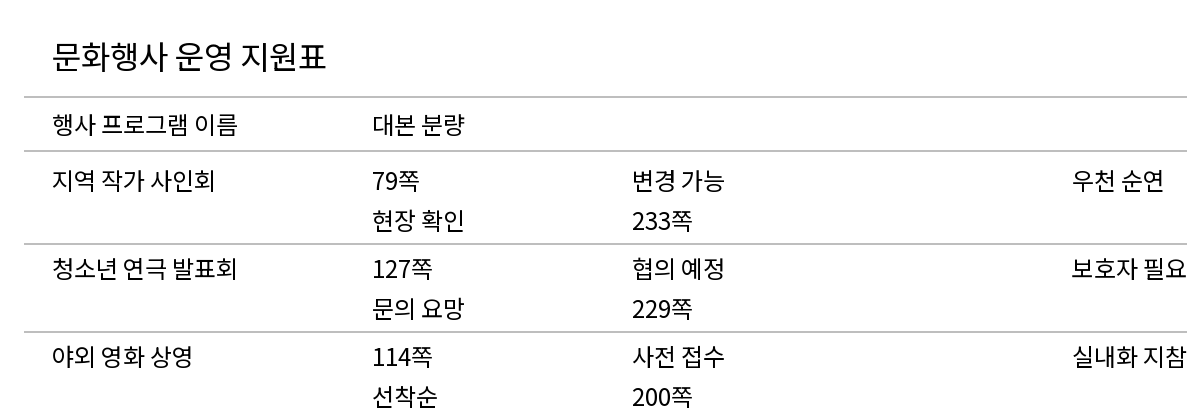 문화행사 운영 지원표
행사 프로그램 이름 대본 분량
지역 작가 사인회 79쪽 변경 가능 우천 순연
현장 확인 233쪽
청소년 연극 발표회 127쪽 협의 예정 보호자 필요
문의 요망 229쪽
야외 영화 상영 114쪽 사전 접수 실내화 지참
선착순 200쪽